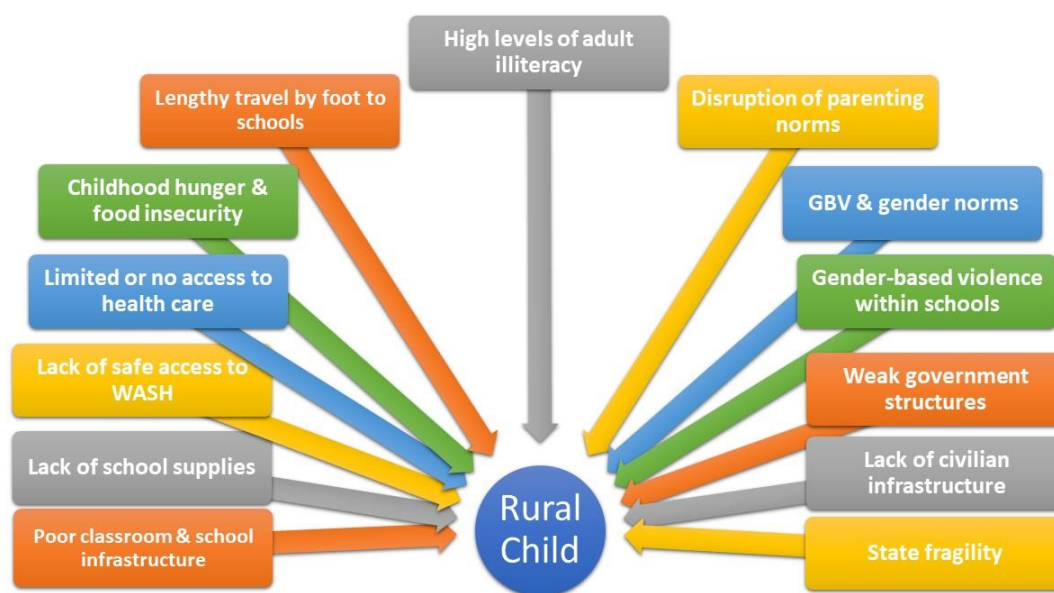 High levels of adult
illiteracy
Lengthy travel by foot to
schools
Disruption of parenting
norms
Childhood hunger &
food insecurity
GBV & gender norms
Limited or no access to
health care
Gender-based violence
within schools
Lack of safe access to
WASH
Weak government
structures
Lack of school supplies
Lack of civilian
infrastructure
Poor classroom & school
infrastructure
State fragility
Rural
Child